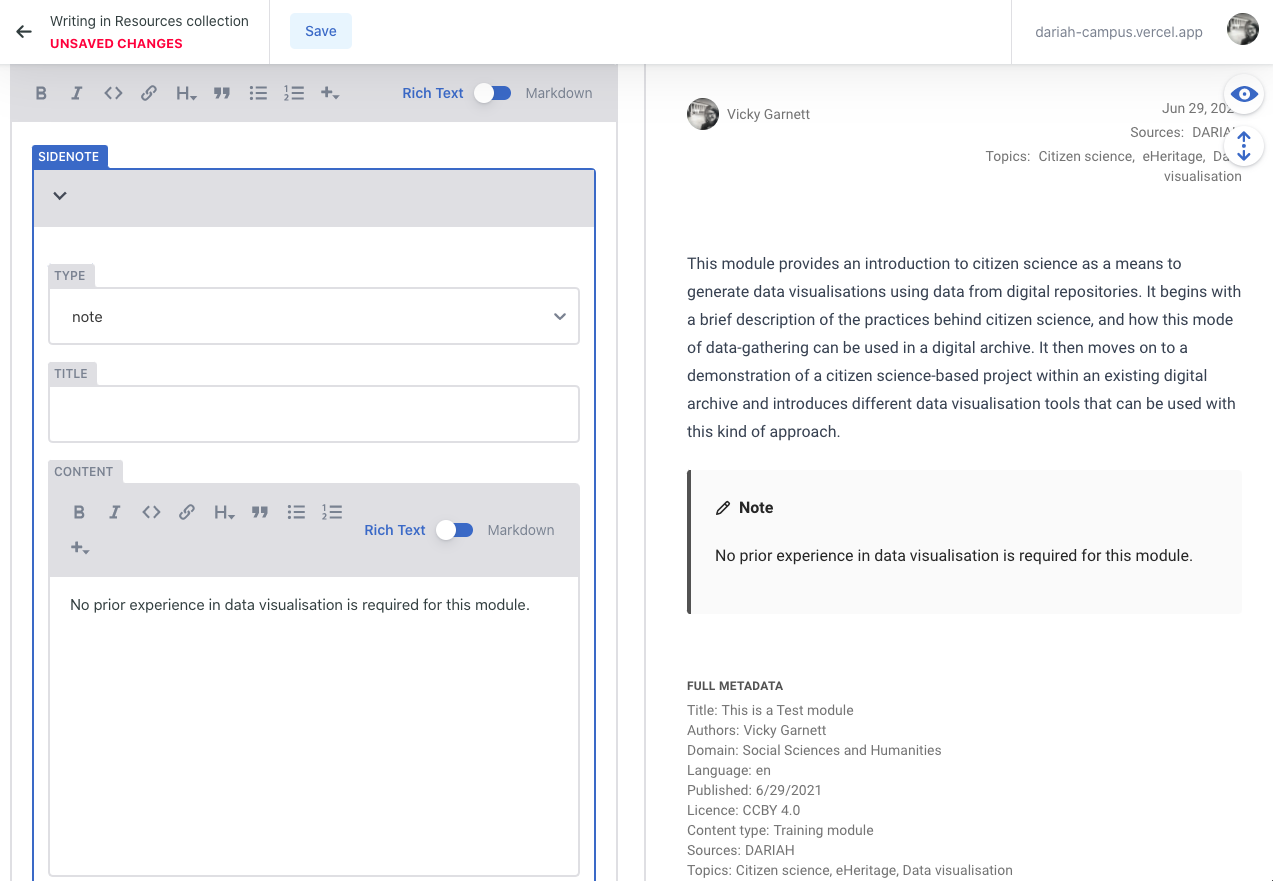 Writing in Resources collection
UNSAVED CHANGES
Save
dariah-campus.vercel.app
B I H
Rich Text
Markdown
SIDENOTE
TYPE
note
TITLE
CONTENT
B I H
Rich Text
Markdown
No prior experience in data visualisation is required for this module.
Vicky Garnett
Jun 29,
Sources:
Topics: Citizen science, eHeritage,
visualisation
This module provides an introduction to citizen science as a means to
generate data visualisations using data from digital repositories. It begins with
a brief description of the practices behind citizen science, and how this mode
of data-gathering can be used in a digital archive. It then moves on to a
demonstration of a citizen science-based project within an existing digital
archive and introduces different data visualisation tools that can be used with
this kind of approach.
Note
No prior experience in data visualisation is required for this module.
FULL METADATA
Title: This is a Test module
Authors: Vicky Garnett
Domain: Social Sciences and Humanities
Language: en
Published: 6/29/2021
Licence: CCBY 4.0
Content type: Training module
Sources: DARIAH
Topics: Citizen science, eHeritage, Data visualisation